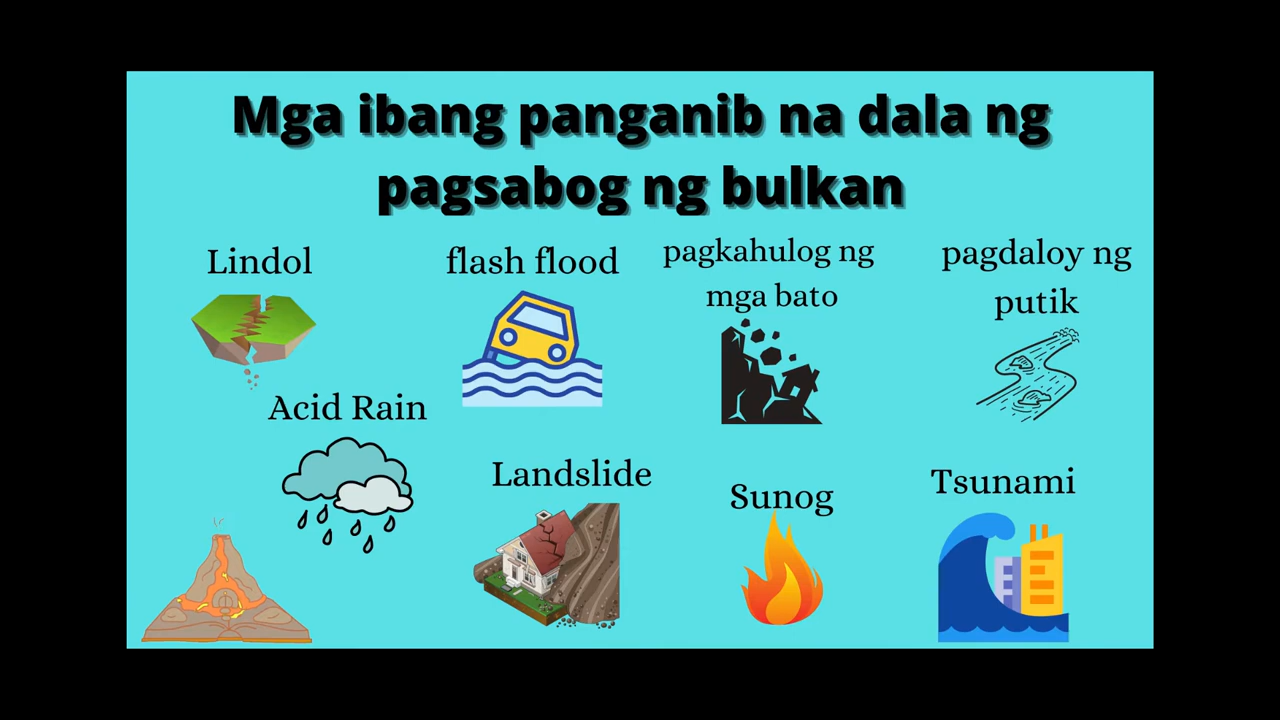 Mga ibang panganib na dala ng
pagsabog ng bulkan
Lindol
flash flood
pagkahulog ng
mga bato
pagdaloy ng
putik
Acid Rain
Landslide
Sunog
Tsunami